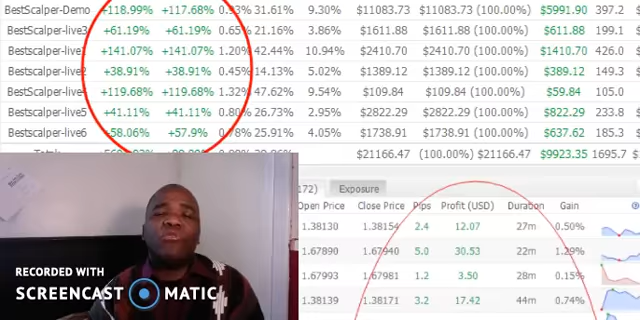 BestScalper-Demo +118.99% +117.68% 0.93% 31.61% 9.30% $11083.73 $11083.73 (100.00%) $5991.90 397.2
BestScalper-live3 +61.19% +61.19% 0.65% 21.16% 3.86% $1611.88 $1611.88 (100.00%) $611.88 199.1
BestScalper-live +141.07% +141.07% 1.20% 42.44% 10.94% $2410.70 $2410.70 (100.00%) $1410.70 426.0
BestScalper-live2 +38.91% +38.91% 0.45% 14.13% 5.02% $1389.12 $1389.12 (100.00%) $389.12 149.3
BestScalper-live4 +119.68% +119.68% 1.32% 47.62% 9.54% $109.84 $109.84 (100.00%) $59.84 105.0
Bestscalper-live5 +41.11% +41.11% 0.80% 26.73% 2.95% $2822.29 $2822.29 (100.00%) $822.29 233.8
Bestscalper-live6 +58.06% +57.9% 0.78% 25.91% 4.05% $1738.91 $1738.91 (100.00%) $637.62 185.3
$21166.47 (100.00%) $21166.47 $9923.35 1695.7
172) Exposure
Open Price Close Price Pips Profit (USD) Duration Gain
1.38130 1.38154 2.4 12.07 27m 0.50%
1.67890 1.67940 5.0 30.53 22m 1.29%
1.67993 1.67981 1.2 3.50 28m 0.15%
1.38139 1.38171 3.2 17.42 44m 0.74%
RECORDED WITH
SCREENCAST MATIC